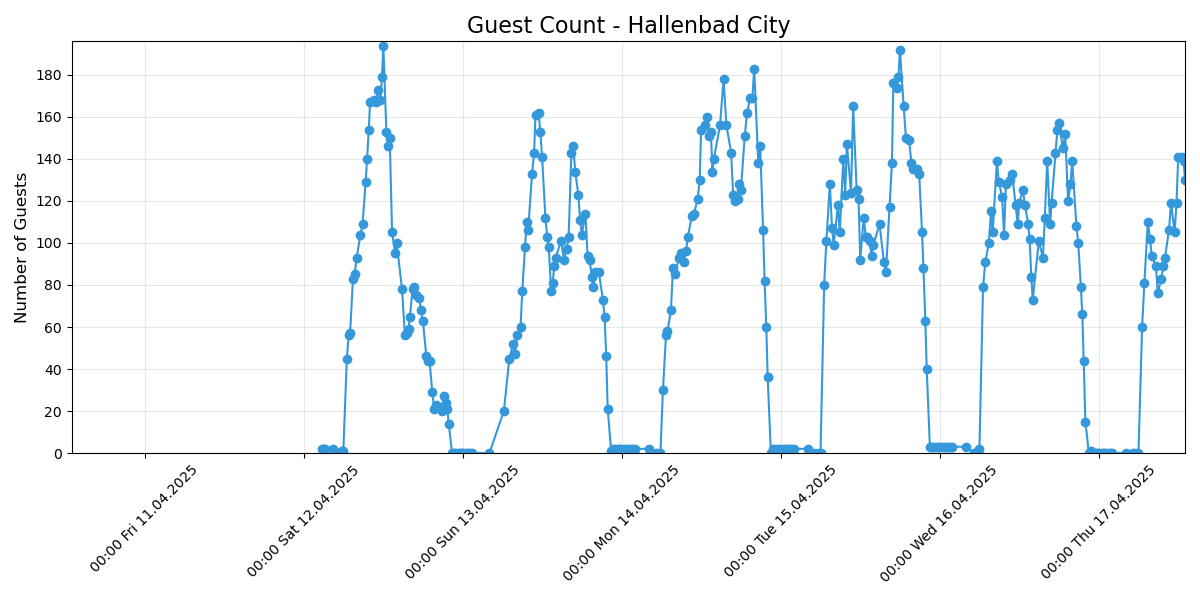 Guest Count - Hallenbad City
Number of Guests
180
160
140
120
100
80
60
40
20
0
00:00 Fri 11.04.2025
00:00 Sat 12.04.2025
00:00 Sun 13.04.2025
00:00 Mon 14.04.2025
00:00 Tue 15.04.2025
00:00 Wed 16.04.2025
00:00 Thu 17.04.2025